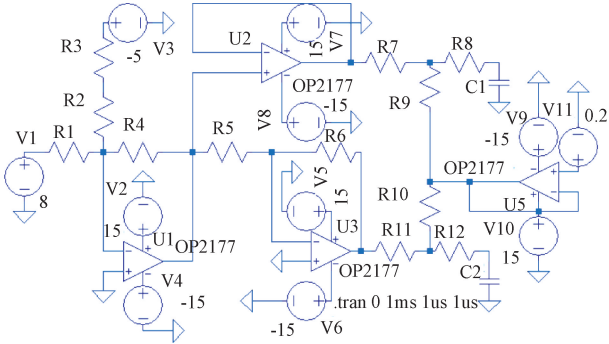 R3
-5
V3
U2
15
V7
R7
R8
OP2177
R2
C1
R9
V8
-15
V9
V11
0.2
-15
V1
R1
R4
R5
R6
OP2177
V2
V5
15
U5
8
15
U1
OP2177
U3
R10
V10
15
V4
OP2177
R11
R12
C2
-15
-15
V6
.tran 0 1ms 1us 1us